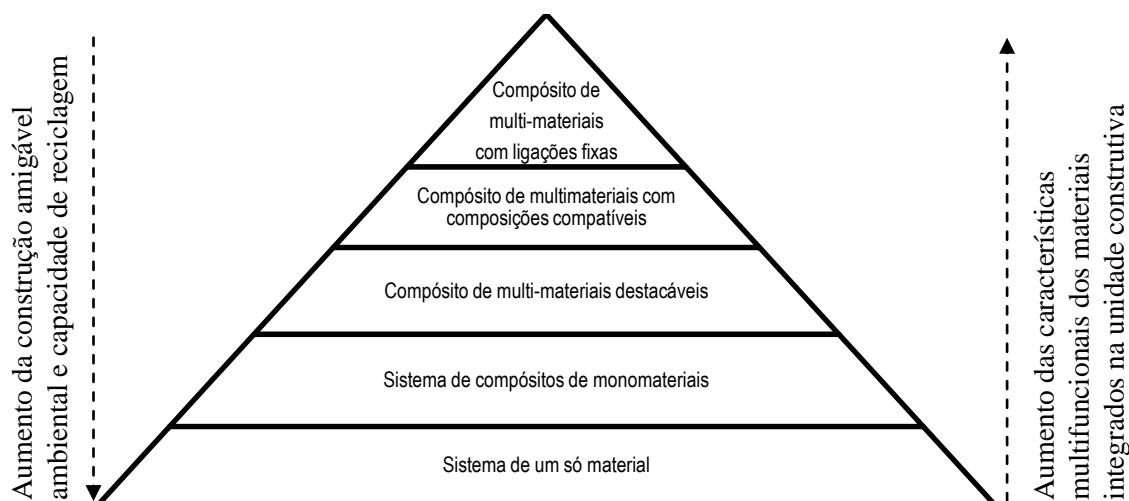 Aumento da construção amigável
ambiental e capacidade de reciclagem
Compósito de
multi-materiais
com ligações fixas
Compósito de multimateriais com
composições compatíveis
Compósito de multi-materiais destacáveis
Sistema de compósitos de monomateriais
Sistema de um só material
Aumento das características
multifuncionais dos materiais
integrados na unidade construtiva